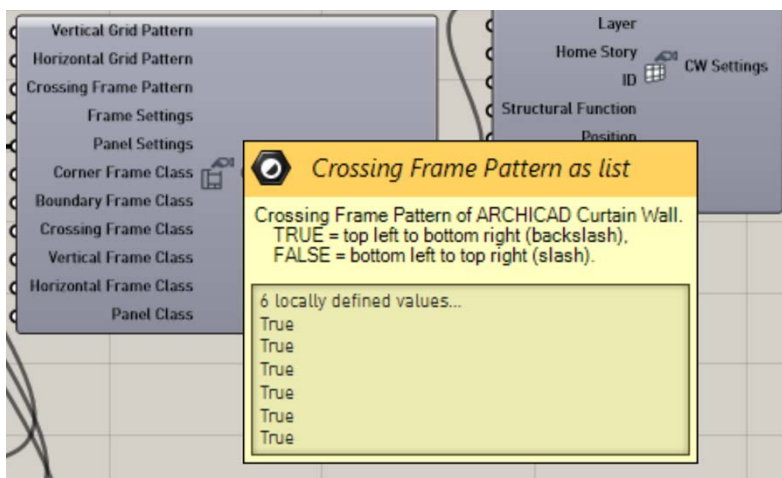 Vertical Grid Pattern
Horizontal Grid Pattern
Crossing Frame Pattern
Frame Settings
Panel Settings
Corner Frame Class
Boundary Frame Class
Crossing Frame Class
Vertical Frame Class
Horizontal Frame Class
Panel Class
Layer
Home Story
ID
Structural Function
Position
CW Settings
Crossing Frame Pattern as list
Crossing Frame Pattern of ARCHICAD Curtain Wall.
TRUE = top left to bottom right (backslash),
FALSE = bottom left to top right (slash).
6 locally defined values...
True
True
True
True
True
True